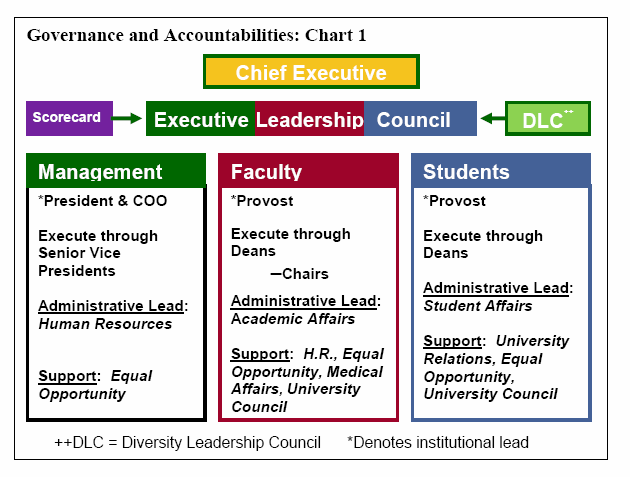 Governance and Accountabilities: Chart 1
Chief Executive
Scorecard
Executive Leadership Council
DLC++
Management
*President & COO
Execute through
Senior Vice
Presidents
Administrative Lead:
Human Resources
Support: Equal
Opportunity
Faculty
*Provost
Execute through
Deans
—Chairs
Administrative Lead:
Academic Affairs
Support: H.R., Equal
Opportunity, Medical
Affairs, University
Council
Students
*Provost
Execute through
Deans
Administrative Lead:
Student Affairs
Support: University
Relations, Equal
Opportunity,
University Council
++DLC = Diversity Leadership Council *Denotes institutional lead